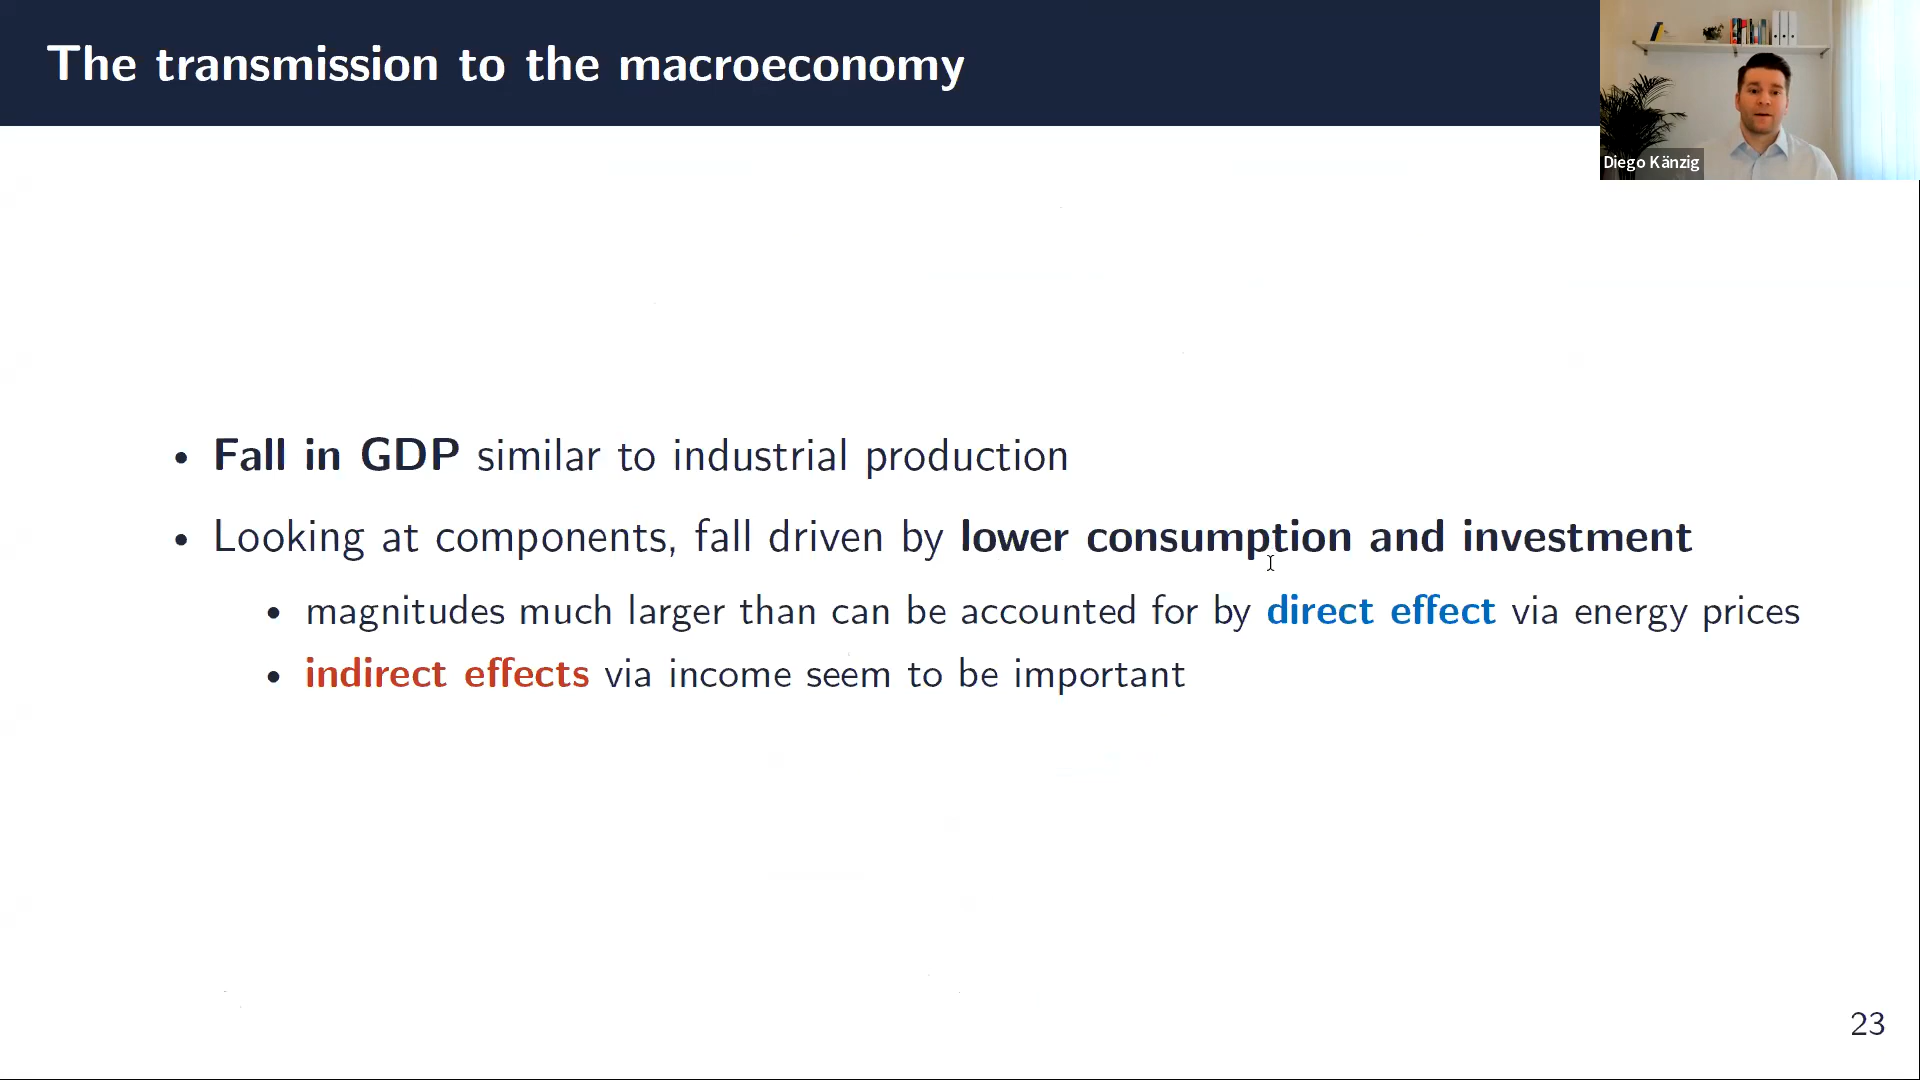 The transmission to the macroeconomy
Diego Känzig
• Fall in GDP similar to industrial production
• Looking at components, fall driven by lower consumption and investment
• magnitudes much larger than can be accounted for by direct effect via energy prices
• indirect effects via income seem to be important
23